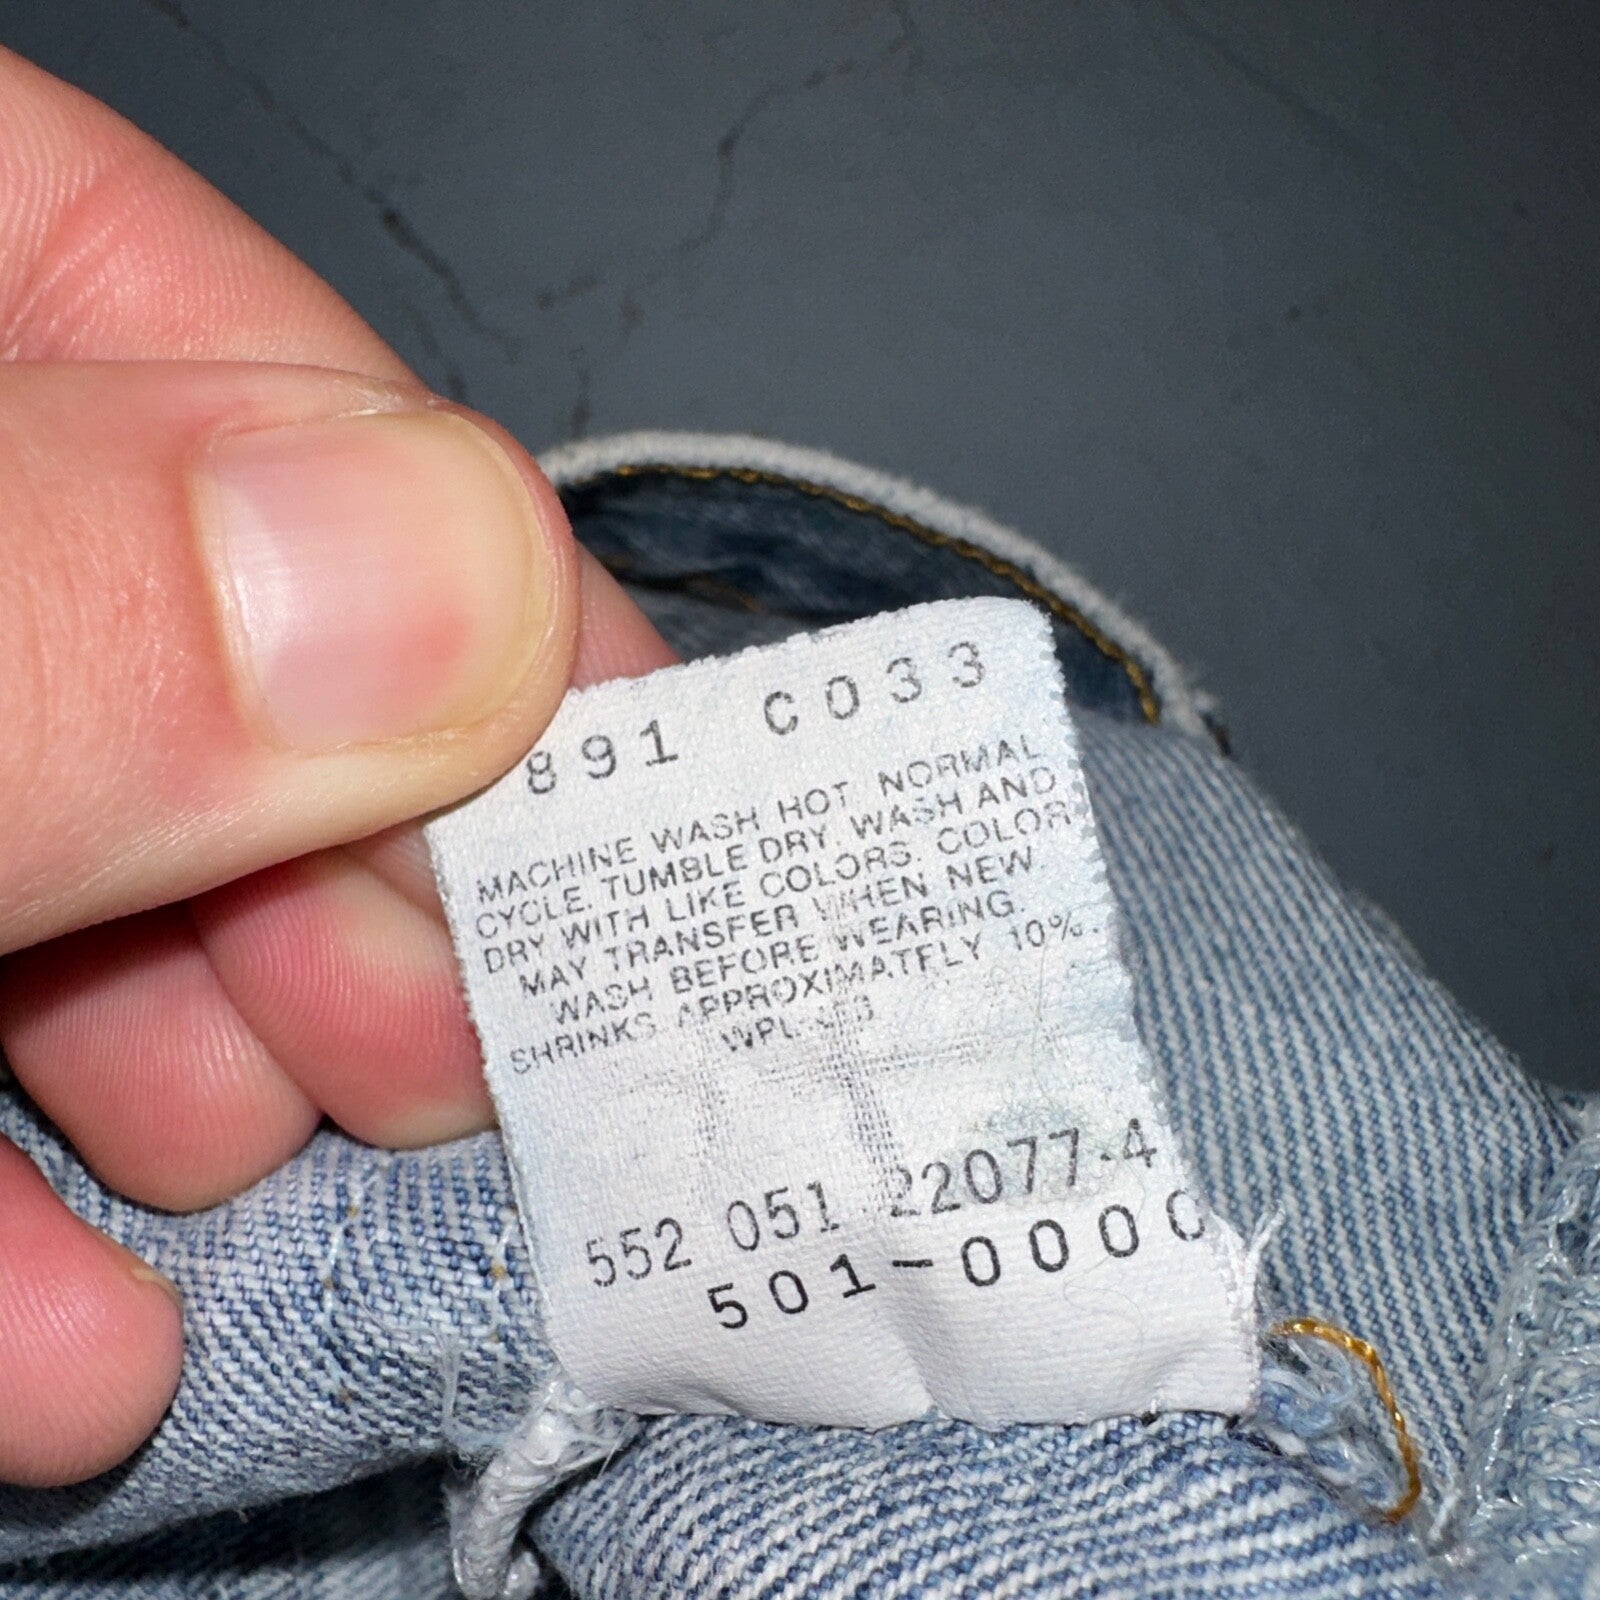 891 C033
MACHINE WASH HOT, NORMAL
CYCLE. TUMBLE DRY. WASH AND
DRY WITH LIKE COLORS. COLOR
MAY TRANSFER WHEN NEW.
WASH BEFORE WEARING.
SHRINKS APPROXIMATELY 10%.
552 051 22077-4
501-0000